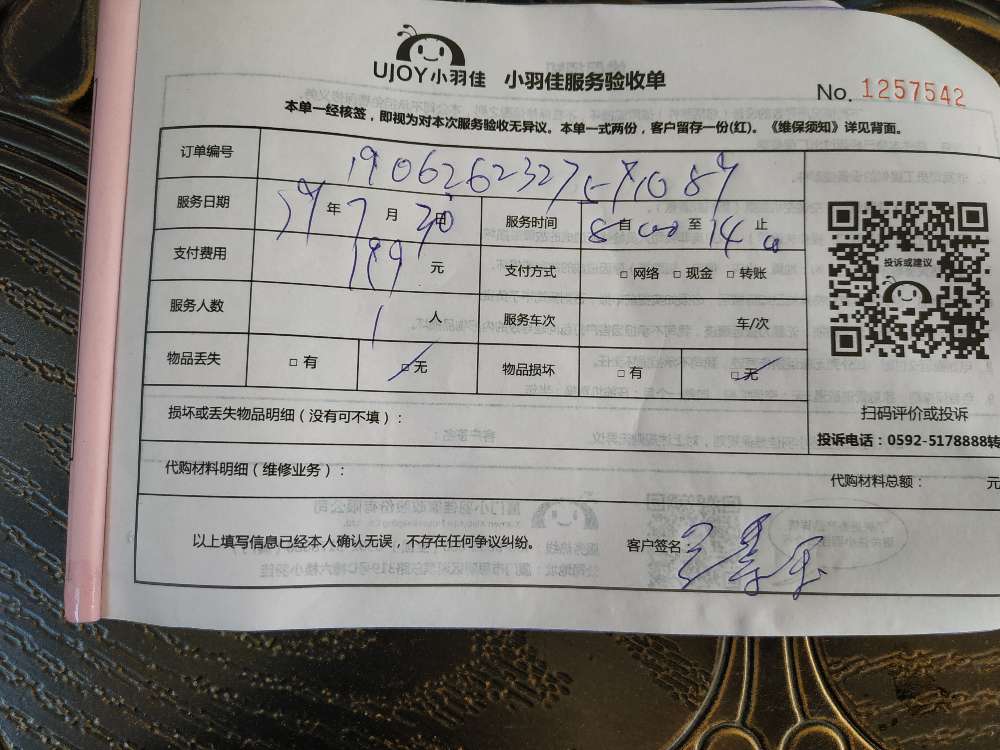 UJOY小羽佳 小羽佳服务验收单
No. 1257542
本单一经核签，即视为对本次服务验收无异议。本单一式两份，客户留存一份(红)。《维保须知》详见背面。
订单编号
服务日期 年 7 月 日 服务时间 8 自 00 至 14 止 00
支付费用 199 元 支付方式 □ 网络 □ 现金 □ 转账
服务人数 1 人 服务车次 车/次
物品丢失 □ 有 □ 无 物品损坏 □ 有 □ 无
投诉或建议
扫码评价或投诉
投诉电话：0592-5178888转
损坏或丢失物品明细（没有可不填）：
代购材料明细（维修业务）： 代购材料总额： 元
以上填写信息已经本人确认无误，不存在任何争议纠纷。 客户签名：